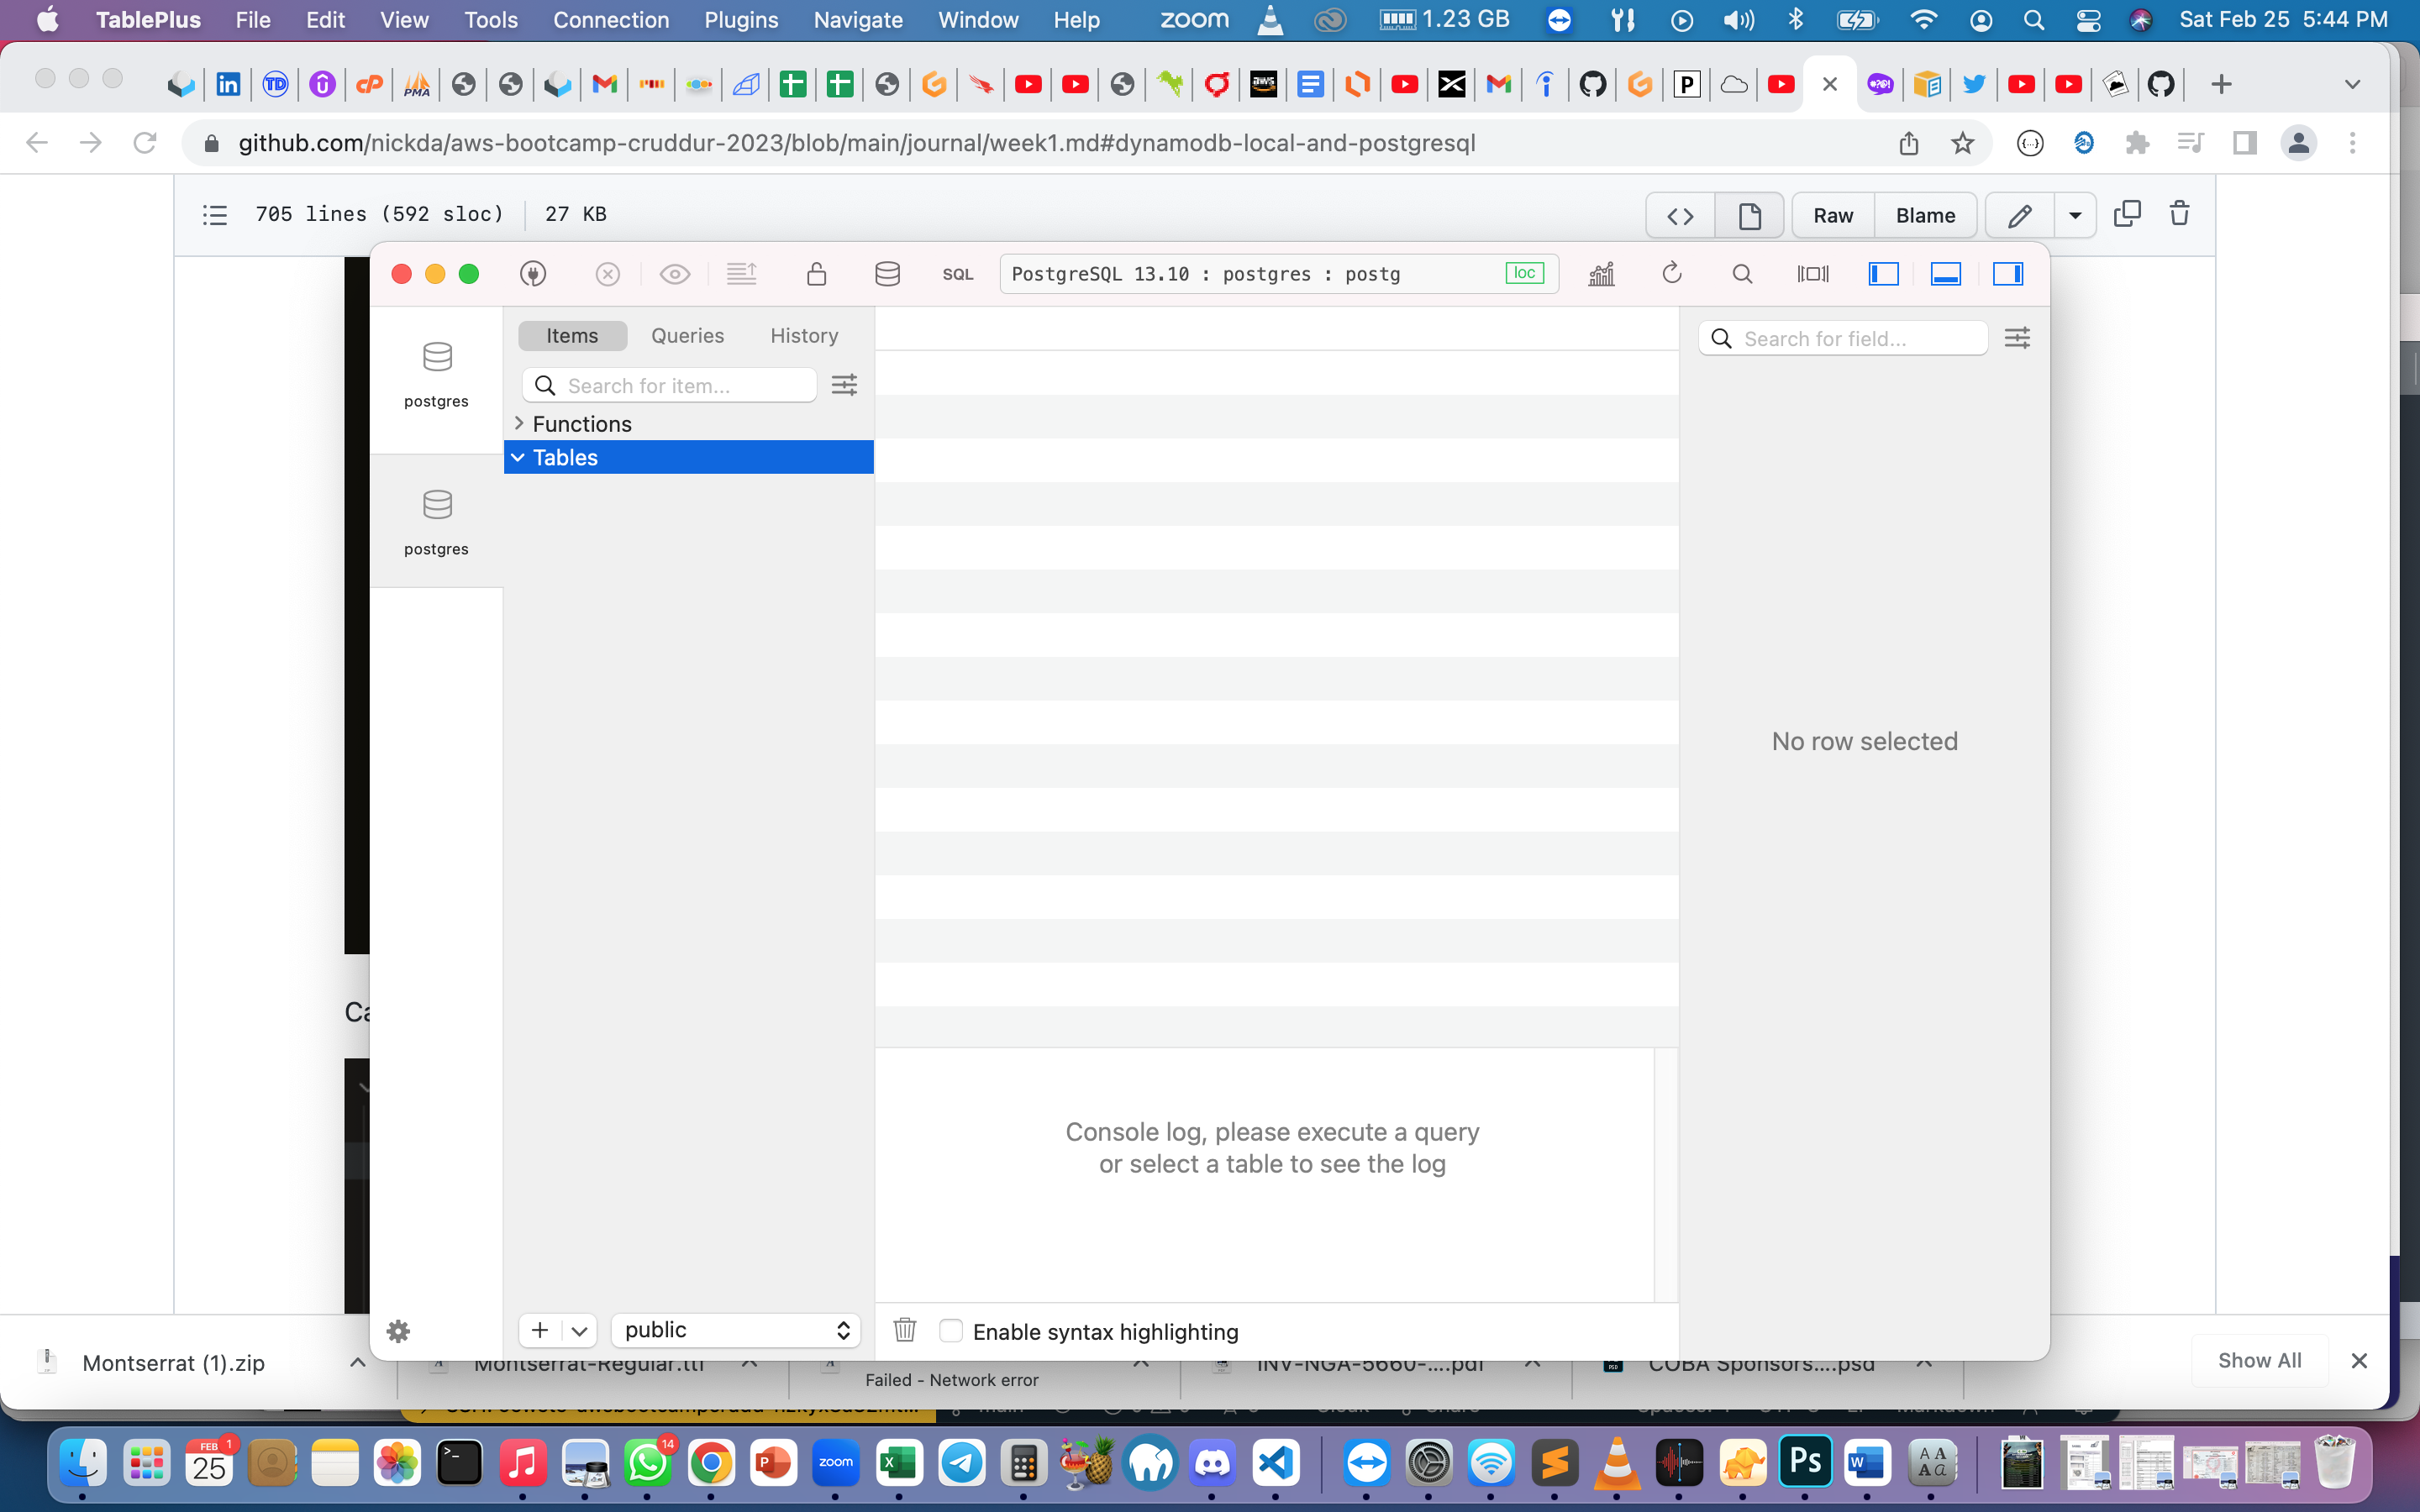 TablePlus File Edit View Tools Connection Plugins Navigate Window Help zoom 1.23 GB Sat Feb 25 5:44 PM
github.com/nickda/aws-bootcamp-cruddur-2023/blob/main/journal/week1.md#dynamodb-local-and-postgresql
705 lines (592 sloc) 27 KB Raw Blame
SQL PostgreSQL 13.10 : postgres : postg loc
Items Queries History
Search for item...
Search for field...
postgres
Functions
Tables
postgres
No row selected
Console log, please execute a query
or select a table to see the log
public
Enable syntax highlighting
Montserrat (1).zip Montserrat-Regular.ttf INV-NGA-5660-....pdf COBA Sponsors....psd Show All
Failed - Network error
FEB 1
25
14
zoom
Ps